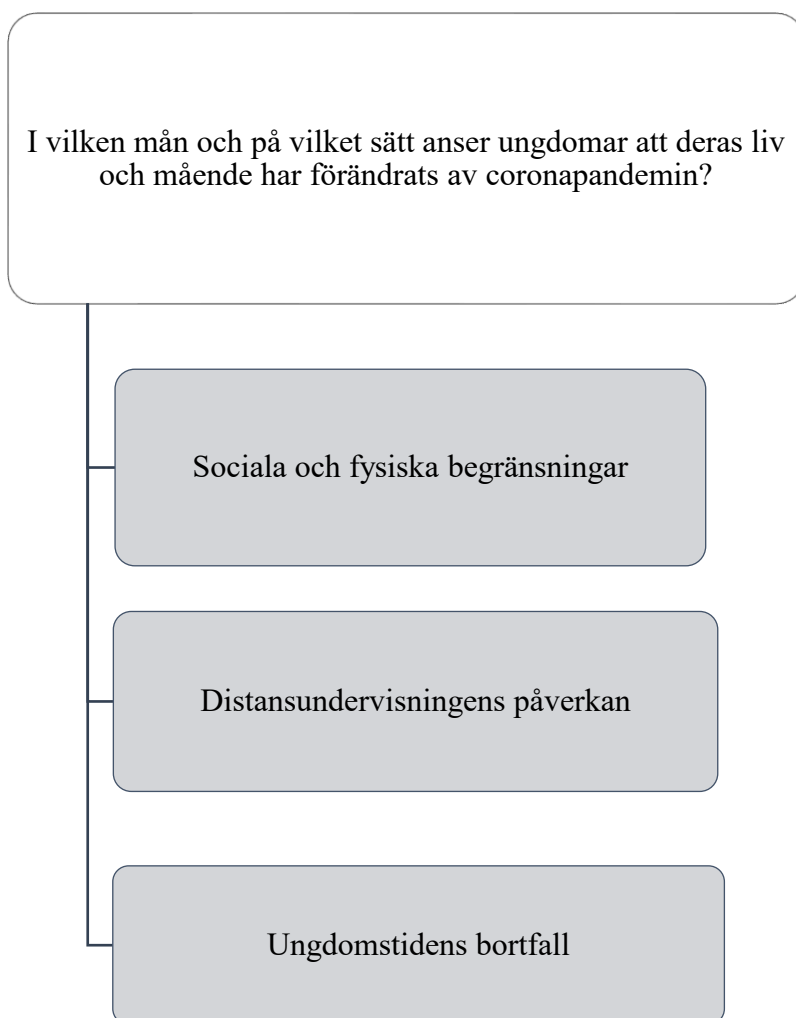 I vilken mån och på vilket sätt anser ungdomar att deras liv
och mående har förändrats av coronapandemin?
Sociala och fysiska begränsningar
Distansundervisningens påverkan
Ungdomstidens bortfall